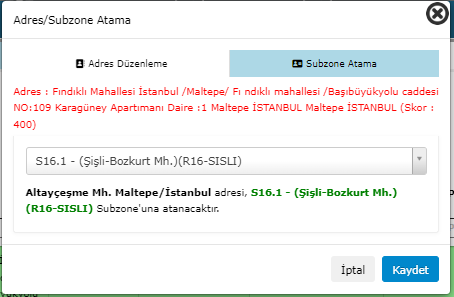 Adres/Subzone Atama
Adres Düzenleme
Subzone Atama
Adres : Fındıklı Mahallesi İstanbul /Maltepe/ Fı ndıklı mahallesi /Başıbüyükyolu caddesi
NO:109 Karagüney Apartımanı Daire :1 Maltepe İSTANBUL Maltepe İSTANBUL (Skor :
400)
S16.1 - (Şişli-Bozkurt Mh.)(R16-SISLI)
Altayçeşme Mh. Maltepe/İstanbul adresi, S16.1 - (Şişli-Bozkurt Mh.)
(R16-SISLI) Subzone'una atanacaktır.
İptal
Kaydet